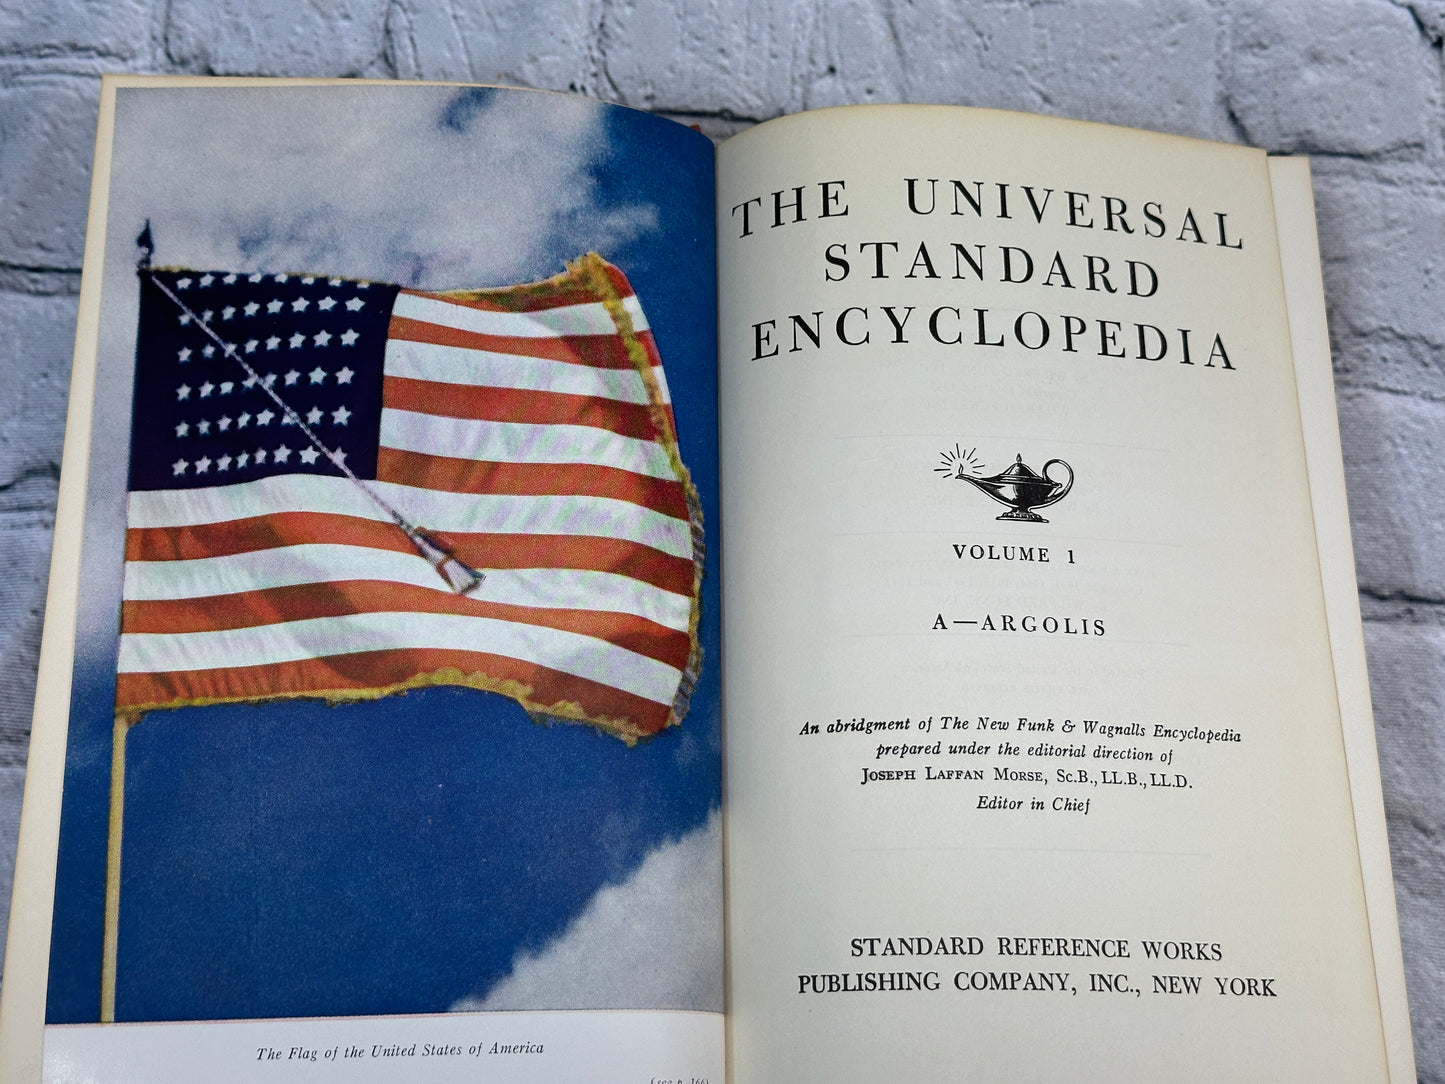 The Flag of the United States of America
(see p. 166)
THE UNIVERSAL
STANDARD
ENCYCLOPEDIA
VOLUME 1
A—ARGOLIS
An abridgment of The New Funk & Wagnalls Encyclopedia
prepared under the editorial direction of
JOSEPH LAFFAN MORSE, Sc.B., LL.B., LL.D.
Editor in Chief
STANDARD REFERENCE WORKS
PUBLISHING COMPANY, INC., NEW YORK